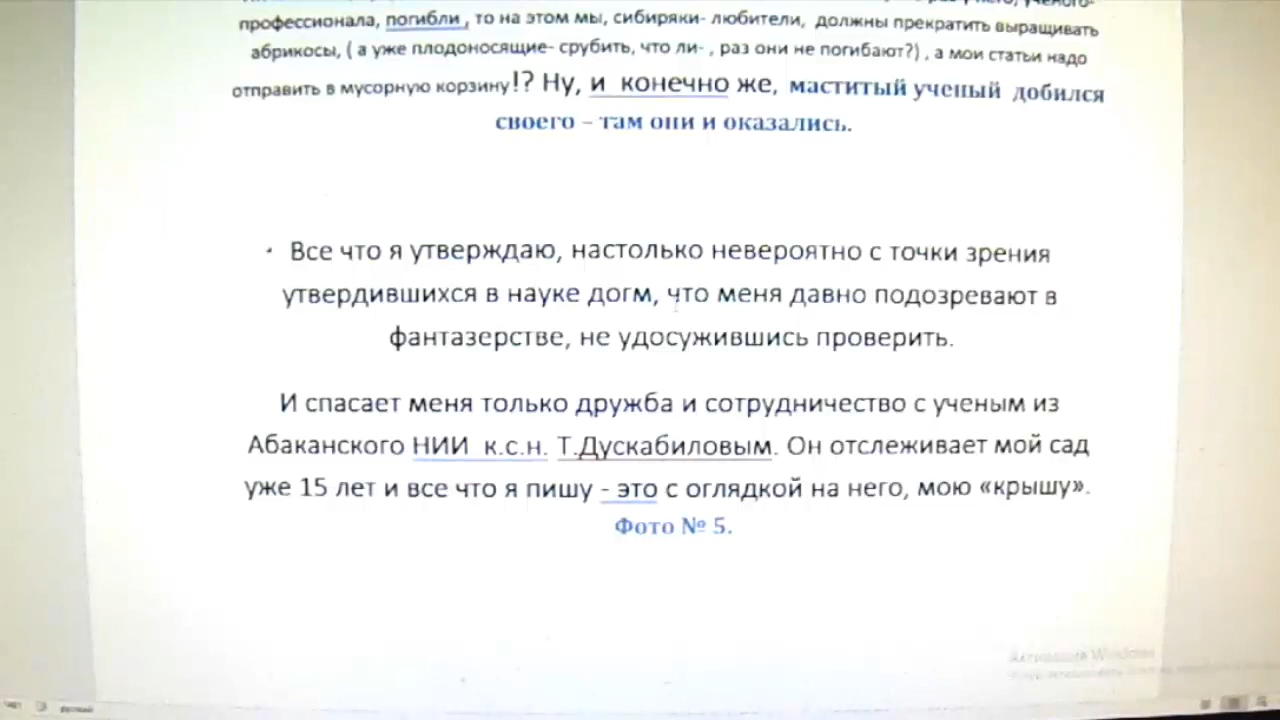 профессионала, погибли , то на этом мы, сибиряки- любители, должны прекратить выращивать
абрикосы, ( а уже плодоносящие- срубить, что ли- , раз они не погибают?) , а мои статьи надо
отправить в мусорную корзину!? Ну, и конечно же, маститый ученый добился
своего – там они и оказались.
• Все что я утверждаю, настолько невероятно с точки зрения
утвердившихся в науке догм, что меня давно подозревают в
фантазерстве, не удосужившись проверить.
И спасает меня только дружба и сотрудничество с ученым из
Абаканского НИИ к.с.н. Т.Дускабиловым. Он отслеживает мой сад
уже 15 лет и все что я пишу - это с оглядкой на него, мою «крышу».
Фото № 5.
Активация Windows
русский